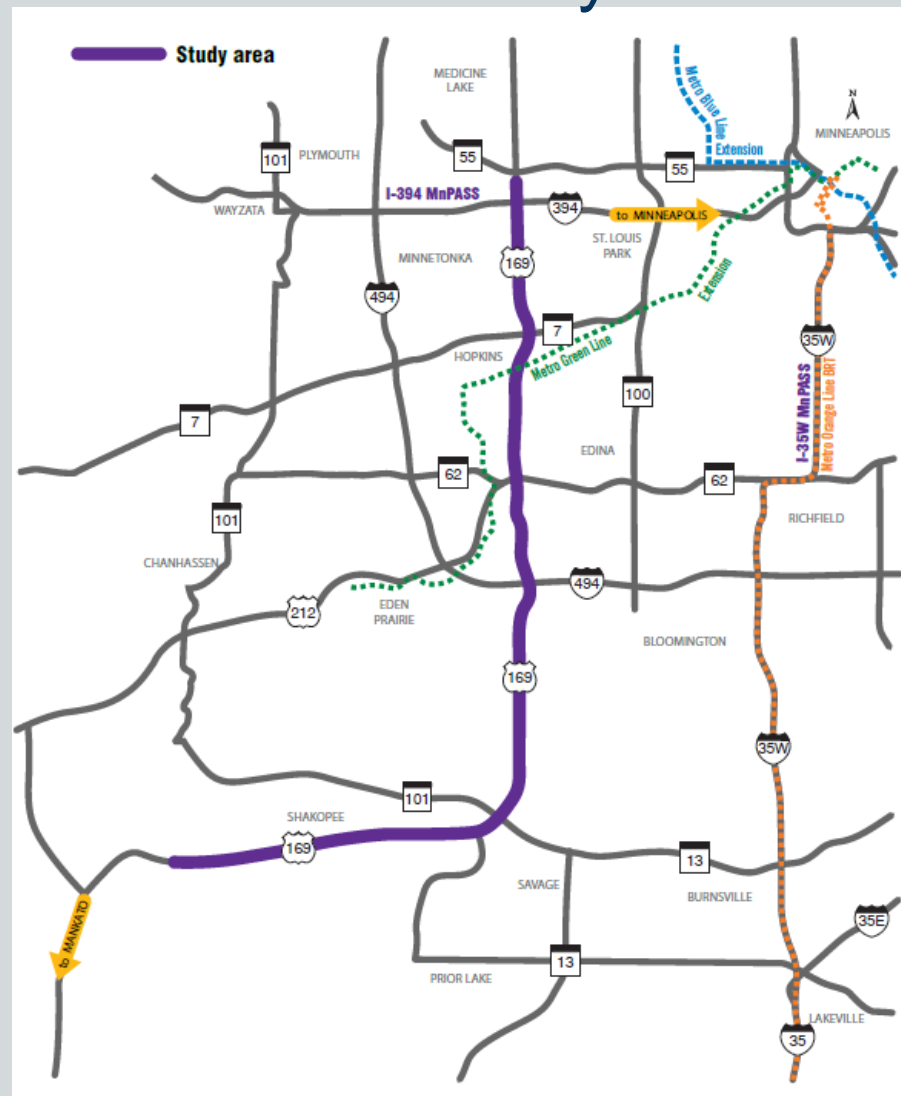 Study area
MEDICINE
LAKE
Metro Blue Line
Extension
N
MINNEAPOLIS
101
PLYMOUTH
55
55
I-394 MnPASS
WAYZATA
394
to MINNEAPOLIS
ST. LOUIS
PARK
MINNETONKA
169
494
Extension
7
HOPKINS
Metro Green Line
35W
I-35W MnPASS
Metro Orange Line BRT
100
7
EDINA
62
62
101
RICHFIELD
CHANHASSEN
494
212
EDEN
PRAIRIE
BLOOMINGTON
169
35W
101
SHAKOPEE
169
13
SAVAGE
BURNSVILLE
35E
to MANKATO
13
PRIOR LAKE
LAKEVILLE
35